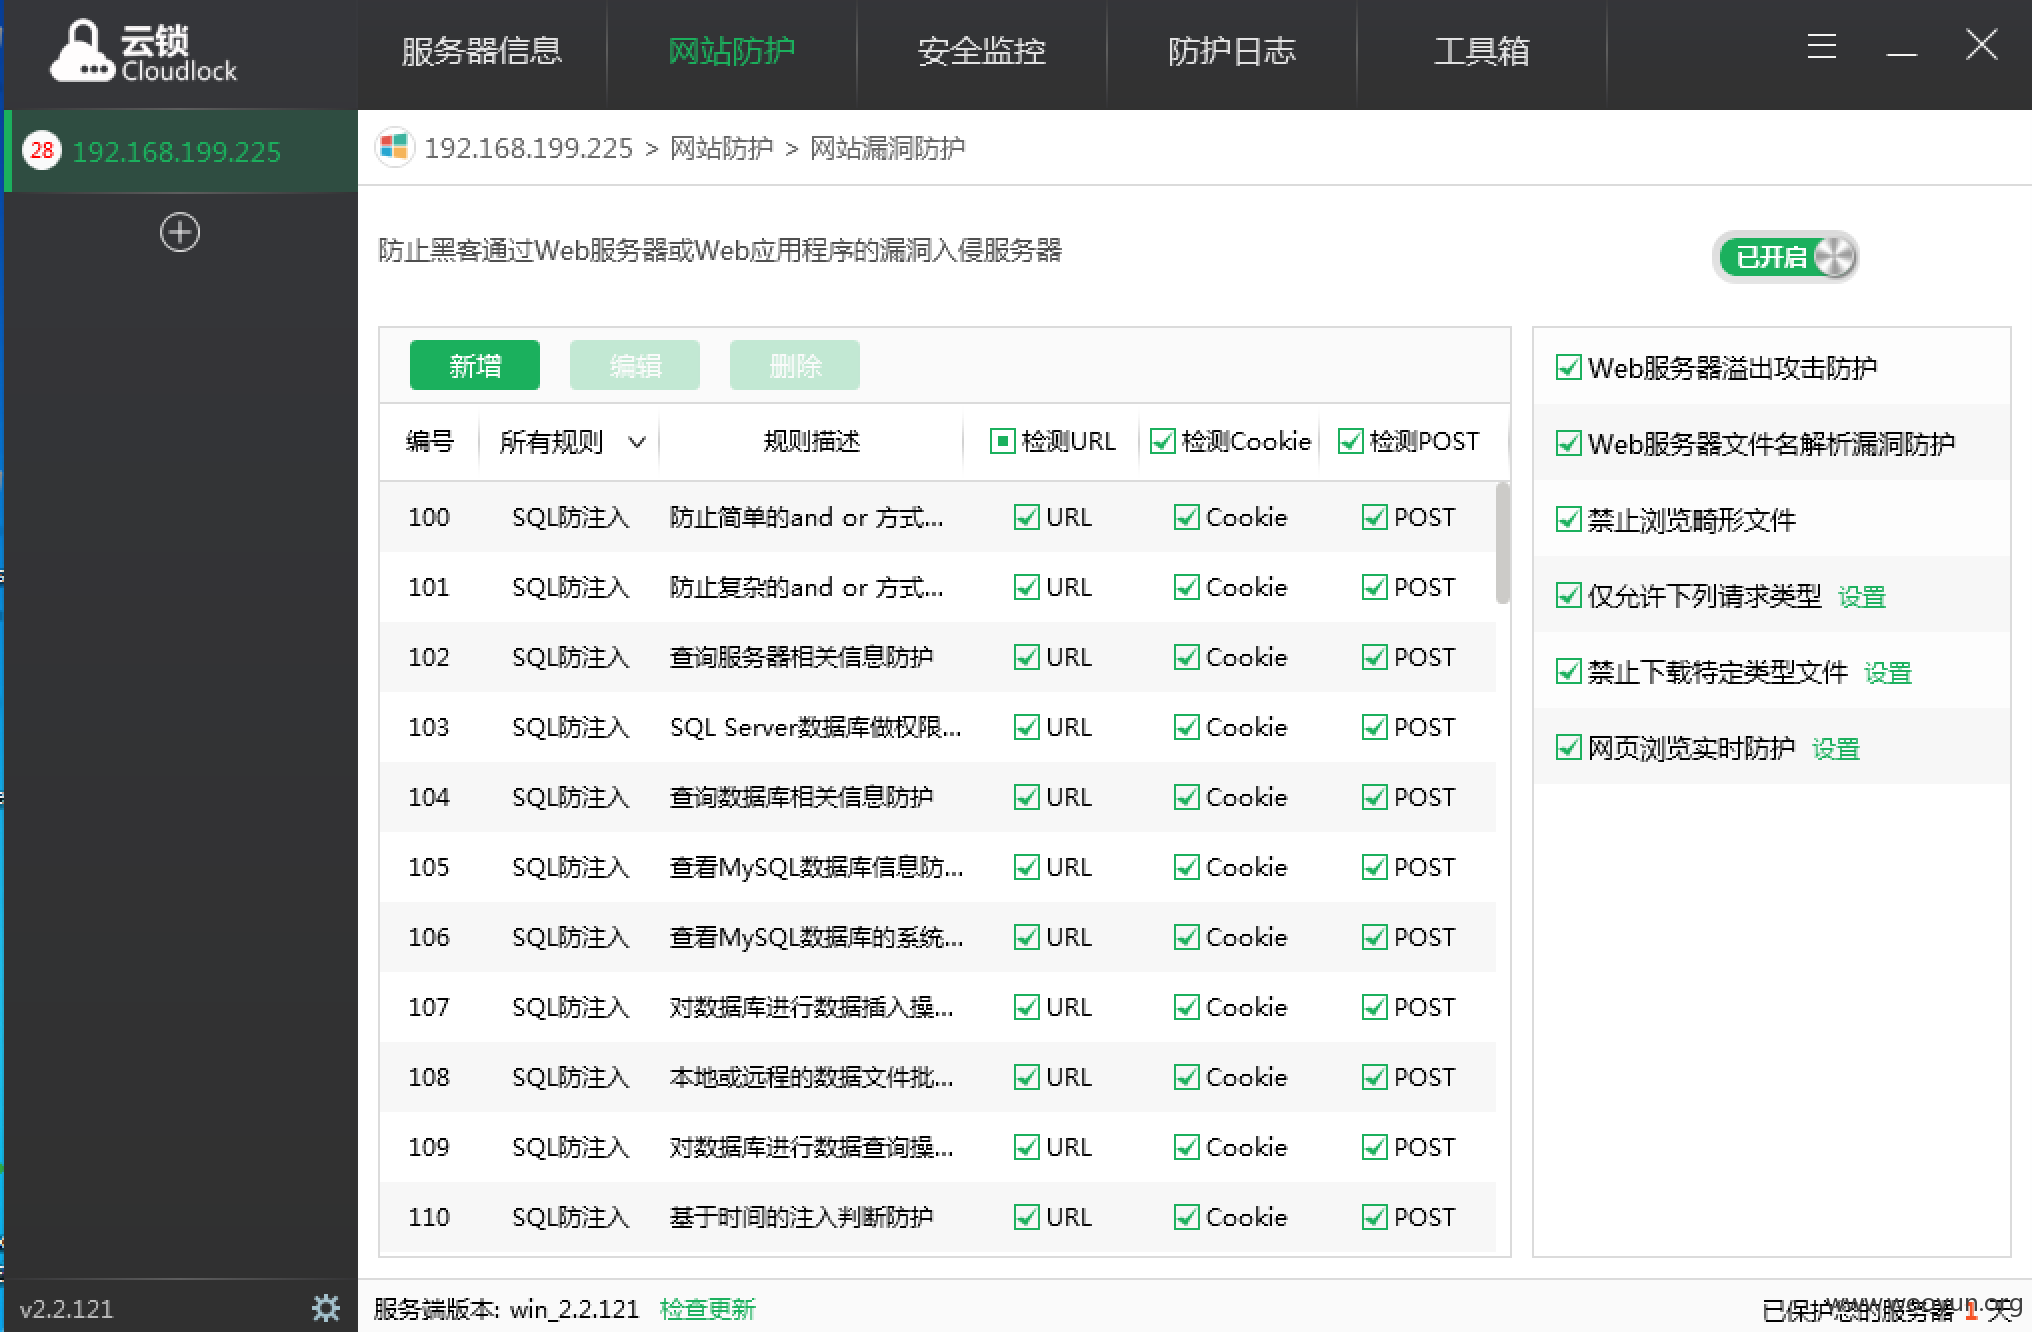 云锁
Cloudlock
服务器信息 网站防护 安全监控 防护日志 工具箱
28 192.168.199.225
192.168.199.225 > 网站防护 > 网站漏洞防护
防止黑客通过Web服务器或Web应用程序的漏洞入侵服务器
已开启
新增 编辑 删除
编号 所有规则 规则描述 检测URL 检测Cookie 检测POST
100 SQL防注入 防止简单的and or 方式... URL Cookie POST
101 SQL防注入 防止复杂的and or 方式... URL Cookie POST
102 SQL防注入 查询服务器相关信息防护 URL Cookie POST
103 SQL防注入 SQL Server数据库做权限... URL Cookie POST
104 SQL防注入 查询数据库相关信息防护 URL Cookie POST
105 SQL防注入 查看MySQL数据库信息防... URL Cookie POST
106 SQL防注入 查看MySQL数据库的系统... URL Cookie POST
107 SQL防注入 对数据库进行数据插入操... URL Cookie POST
108 SQL防注入 本地或远程的数据文件批... URL Cookie POST
109 SQL防注入 对数据库进行数据查询操... URL Cookie POST
110 SQL防注入 基于时间的注入判断防护 URL Cookie POST
Web服务器溢出攻击防护
Web服务器文件名解析漏洞防护
禁止浏览畸形文件
仅允许下列请求类型 设置
禁止下载特定类型文件 设置
网页浏览实时防护 设置
v2.2.121
服务端版本: win_2.2.121 检查更新
已保护您的服务器 1 天
www.wooyun.org